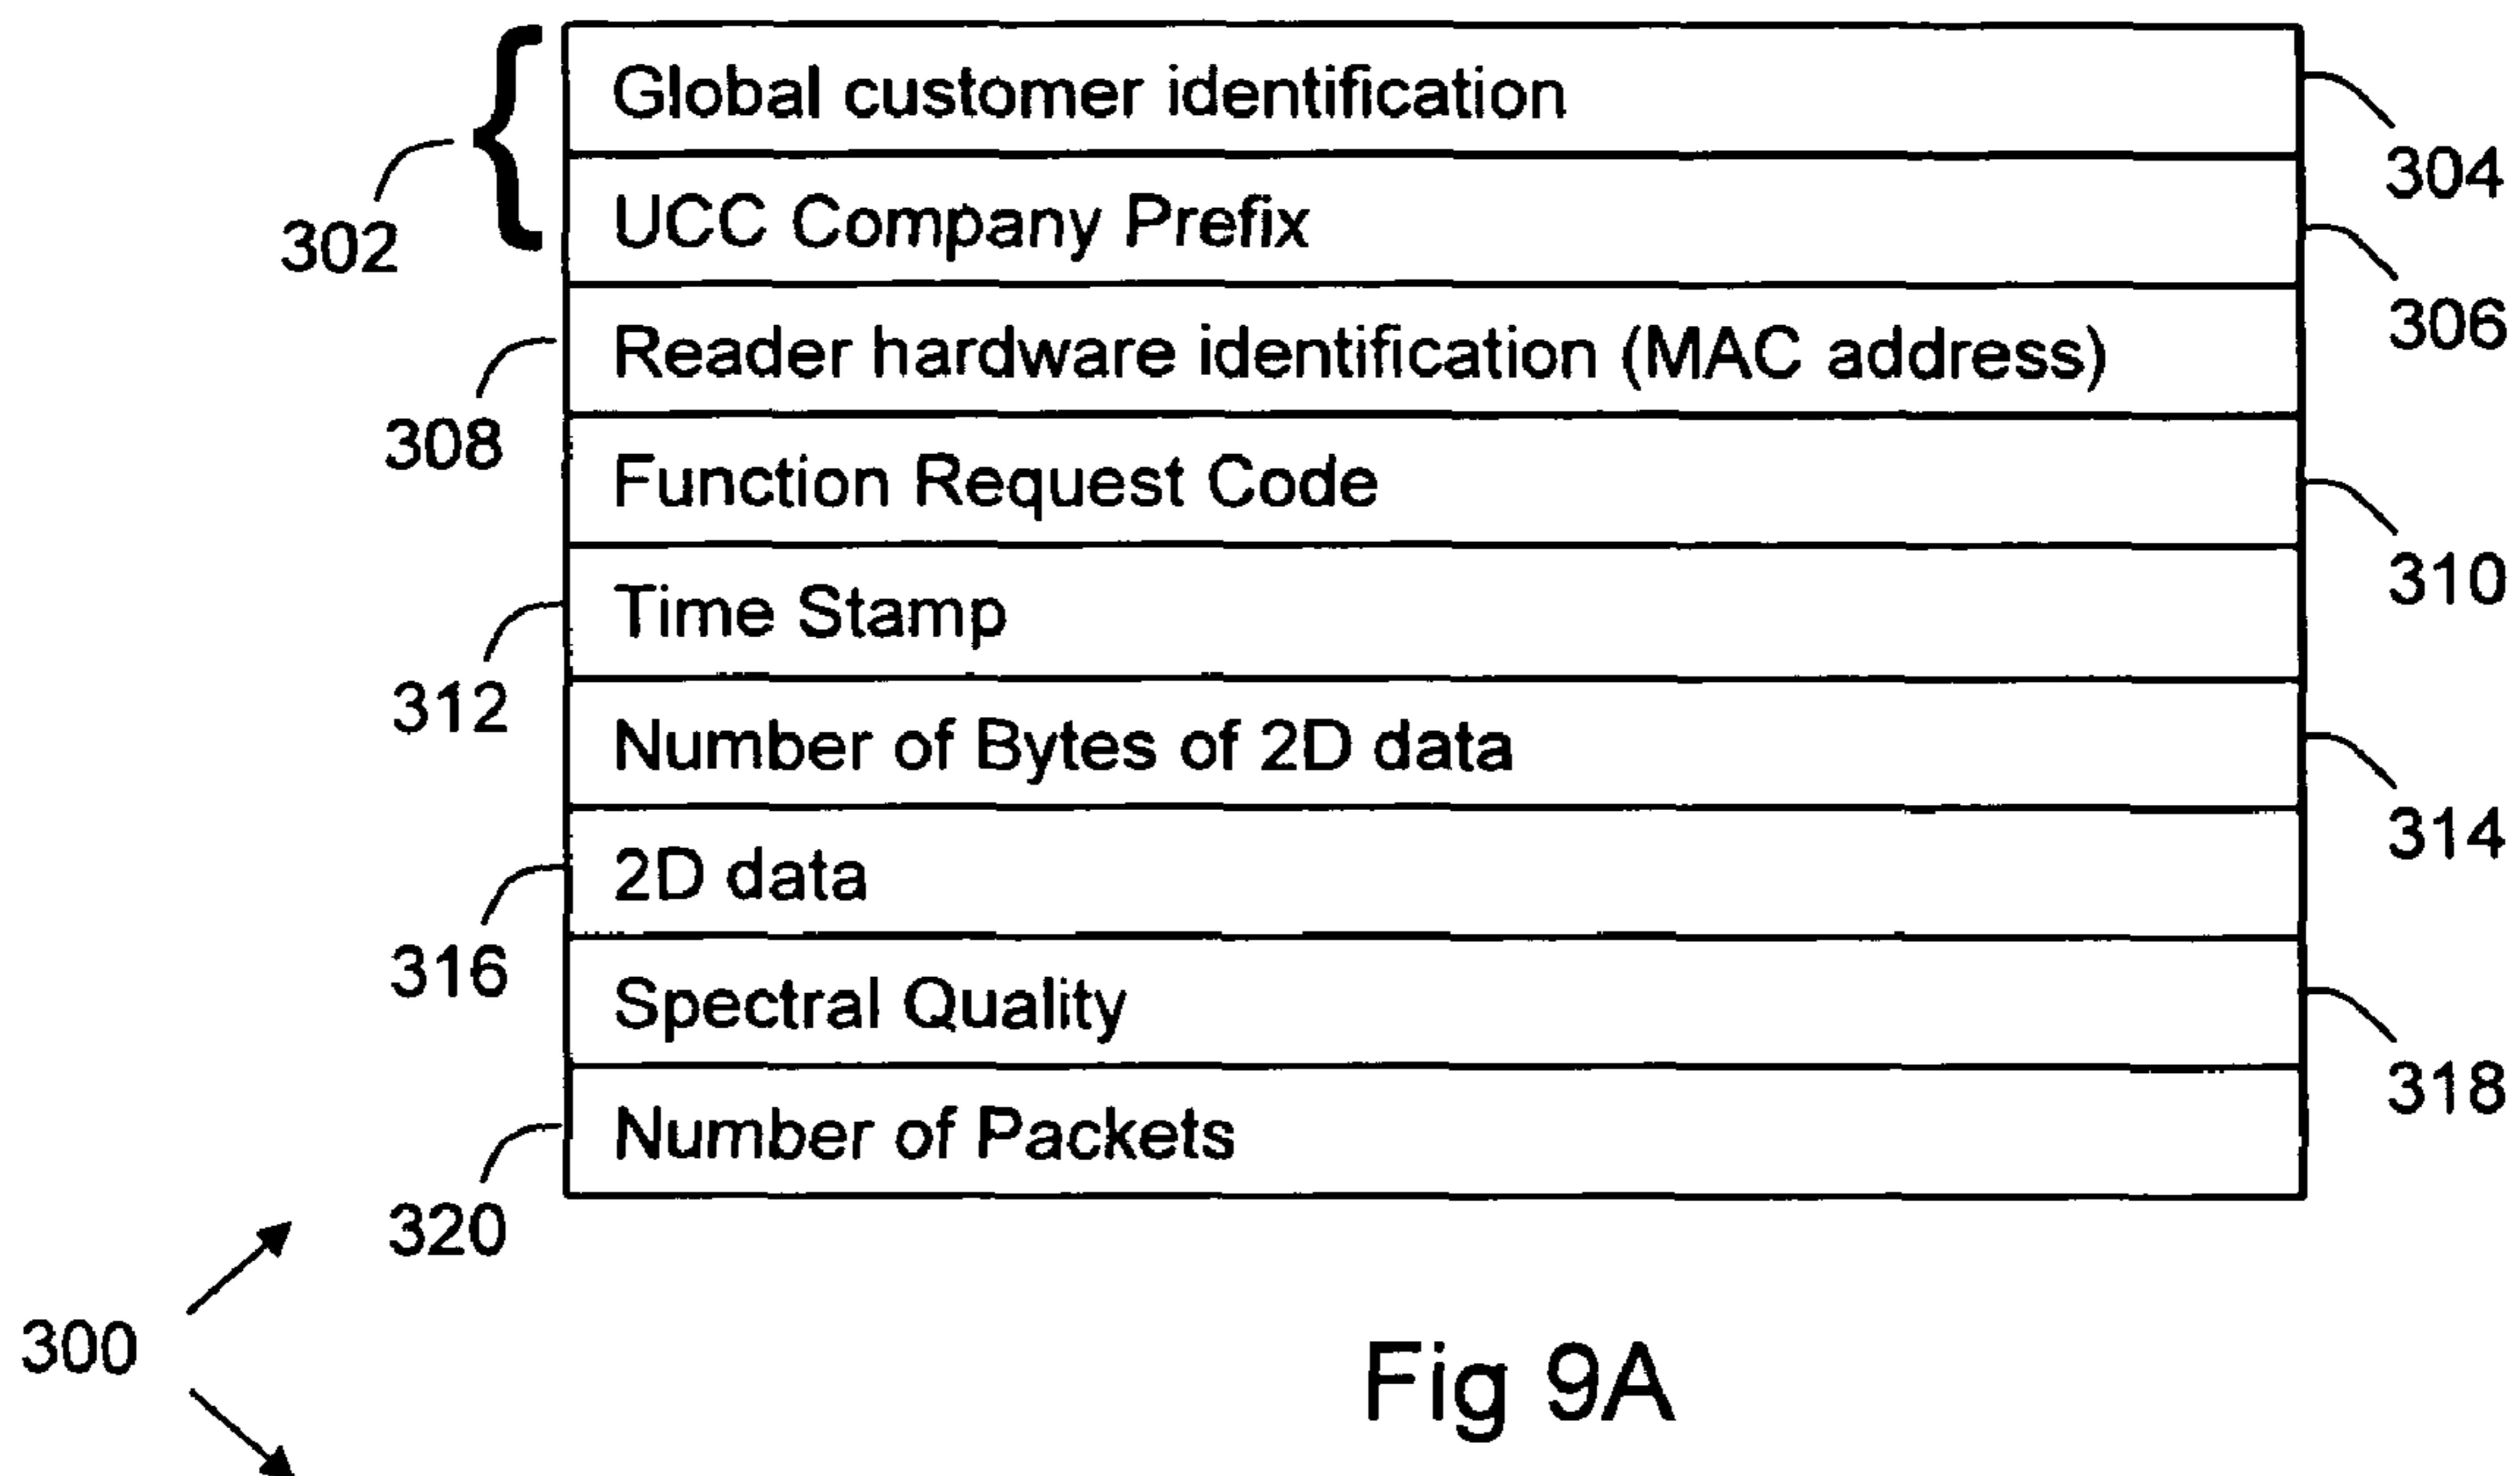 Global customer identification
304
UCC Company Prefix
302
306
Reader hardware identification (MAC address)
308
Function Request Code
310
Time Stamp
312
Number of Bytes of 2D data
314
2D data
316
Spectral Quality
318
Number of Packets
320
300
Fig 9A